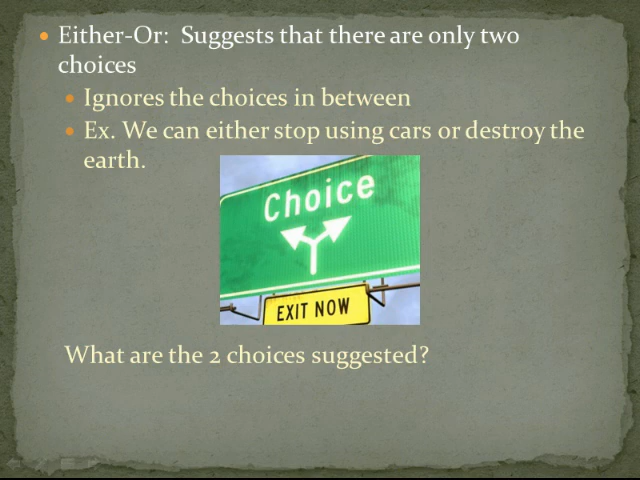 Either-Or:  Suggests that there are only two
choices
Ignores the choices in between
Ex. We can either stop using cars or destroy the
earth.
Choice
EXIT NOW
What are the 2 choices suggested?